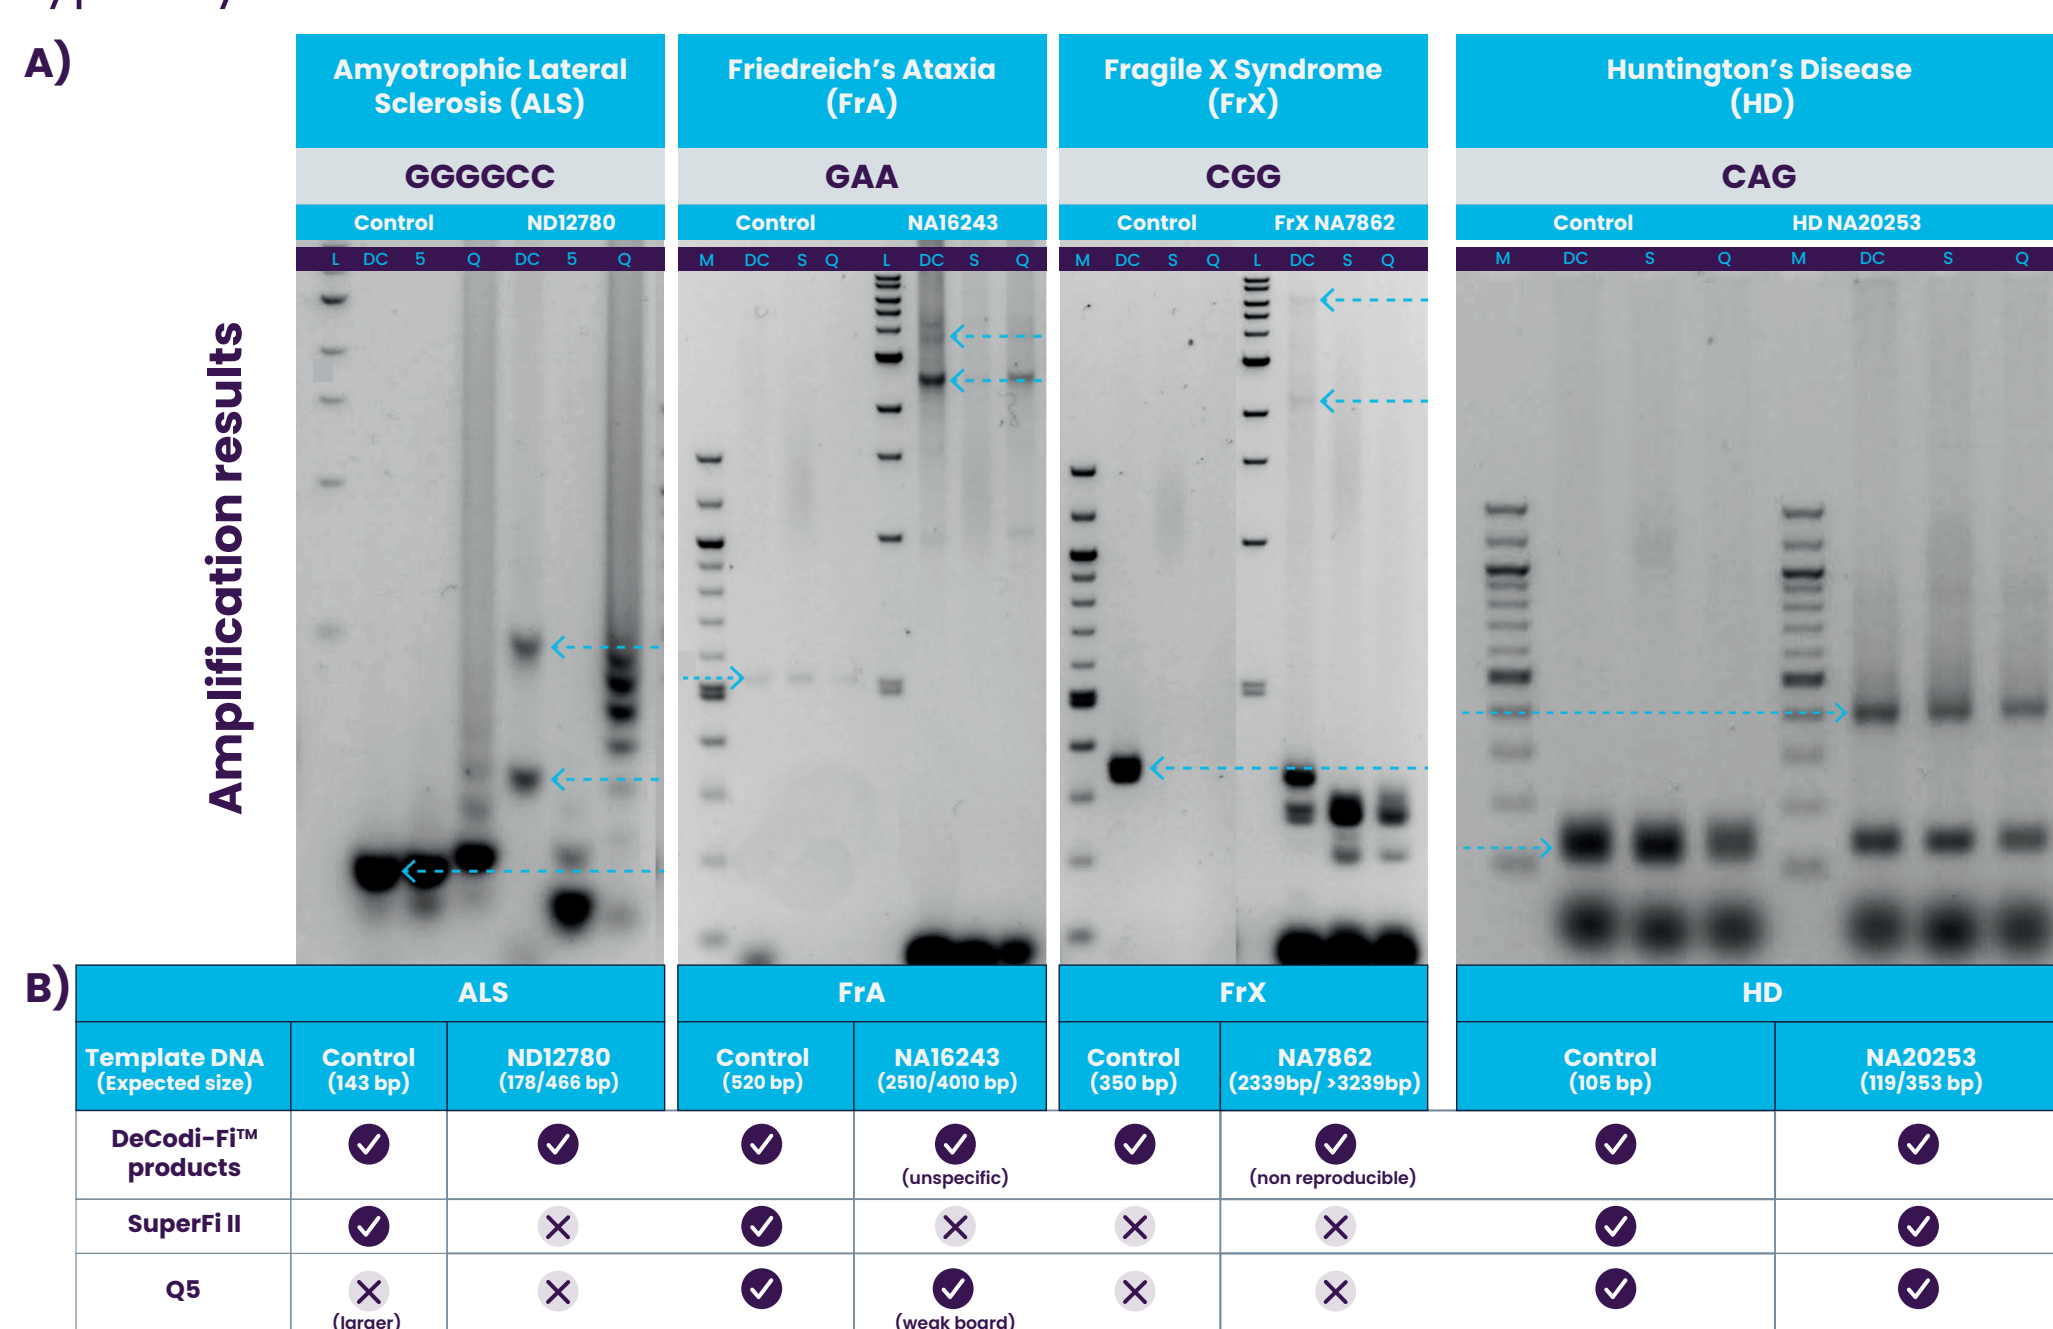 A)
Amyotrophic Lateral
Sclerosis (ALS)
Friedreich's Ataxia
(FrA)
Fragile X Syndrome
(FrX)
Huntington's Disease
(HD)
GGGGCC
GAA
CGG
CAG
Control ND12780
Control NA16243
Control FrX NA7862
Control HD NA20253
L DC 5 Q DC 5 Q
M DC S Q L DC S Q
M DC S Q L DC S Q
M DC S Q M DC S Q
Amplification results
B)
ALS
FrA
FrX
HD
Template DNA
(Expected size)
Control
(143 bp)
ND12780
(178/466 bp)
Control
(520 bp)
NA16243
(2510/4010 bp)
Control
(350 bp)
NA7862
(2339bp/ >3239bp)
Control
(105 bp)
NA20253
(119/353 bp)
DeCodi-Fi™
products
(unspecific)
(non reproducible)
SuperFi II
Q5
(larger)
(weak board)